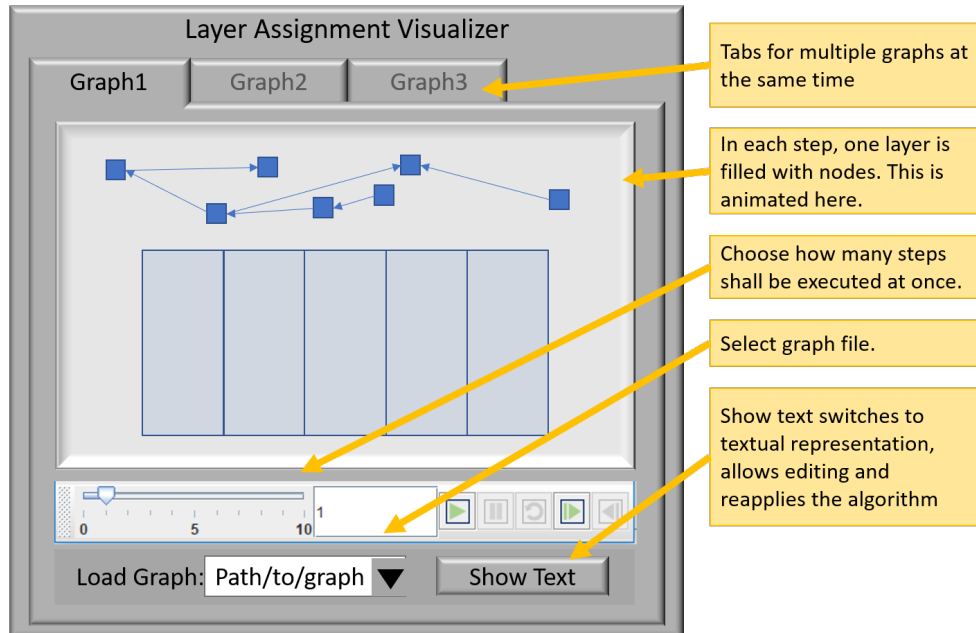 Layer Assignment Visualizer
Graph1
Graph2
Graph3
Tabs for multiple graphs at
the same time
In each step, one layer is
filled with nodes. This is
animated here.
Choose how many steps
shall be executed at once.
Select graph file.
Show text switches to
textual representation,
allows editing and
reapplies the algorithm
0
5
10
1
Load Graph:
Path/to/graph
Show Text